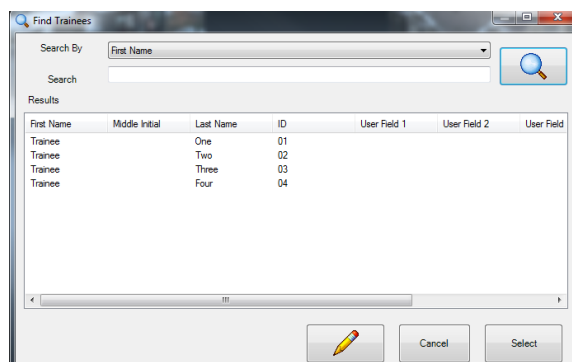 Find Trainees
Search By First Name
Search
Results
First Name Middle Initial Last Name ID User Field 1 User Field 2 User Field
Trainee One 01
Trainee Two 02
Trainee Three 03
Trainee Four 04
Cancel Select